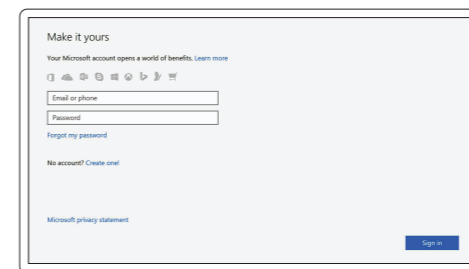 Make it yours
Your Microsoft account opens a world of benefits. Learn more
Email or phone
Password
Forgot my password
No account? Create one!
Microsoft privacy statement
Sign in